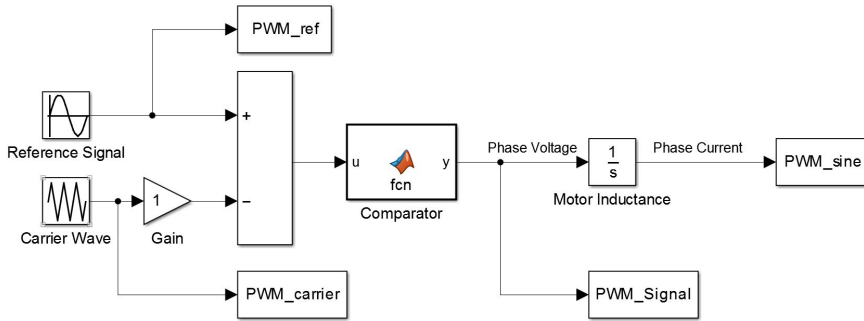 PWM_ref
+
Reference Signal
u
fcn
y
Comparator
Phase Voltage
1
s
Motor Inductance
Phase Current
PWM_sine
1
−
Carrier Wave
Gain
PWM_carrier
PWM_Signal